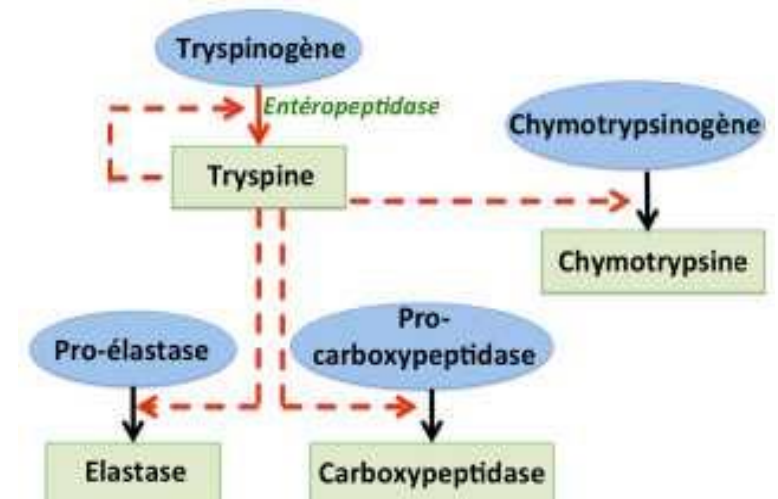 Tryspinogène
Entéropeptidase
Chymotrypsinogène
Tryspine
Chymotrypsine
Pro-
carboxypeptidase
Pro-élastase
Elastase
Carboxypeptidase